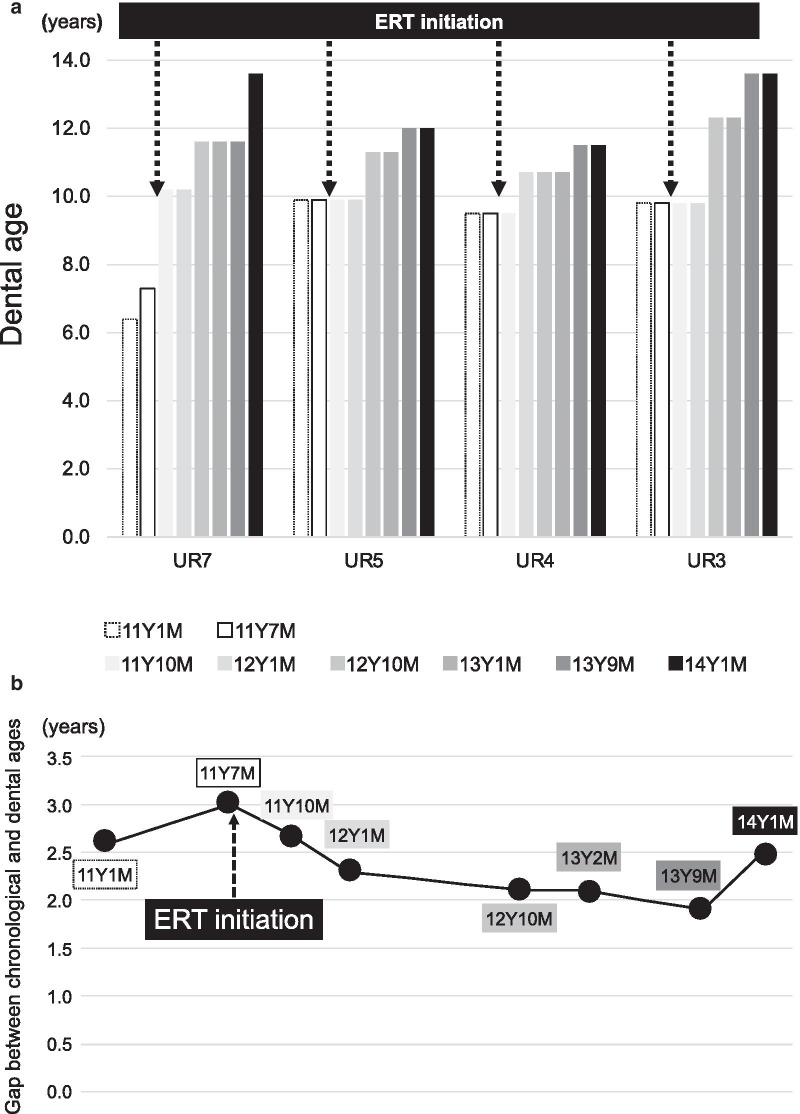 a
(years)
ERT initiation
14.0
12.0
10.0
8.0
6.0
4.0
2.0
0.0
Dental age
UR7 UR5 UR4 UR3
11Y1M 11Y7M
11Y10M 12Y1M 12Y10M 13Y1M 13Y9M 14Y1M
b
(years)
Gap between chronological and dental ages
3.5
3.0
2.5
2.0
1.5
1.0
0.5
0.0
11Y1M
11Y7M
11Y10M
12Y1M
12Y10M
13Y2M
13Y9M
14Y1M
ERT initiation